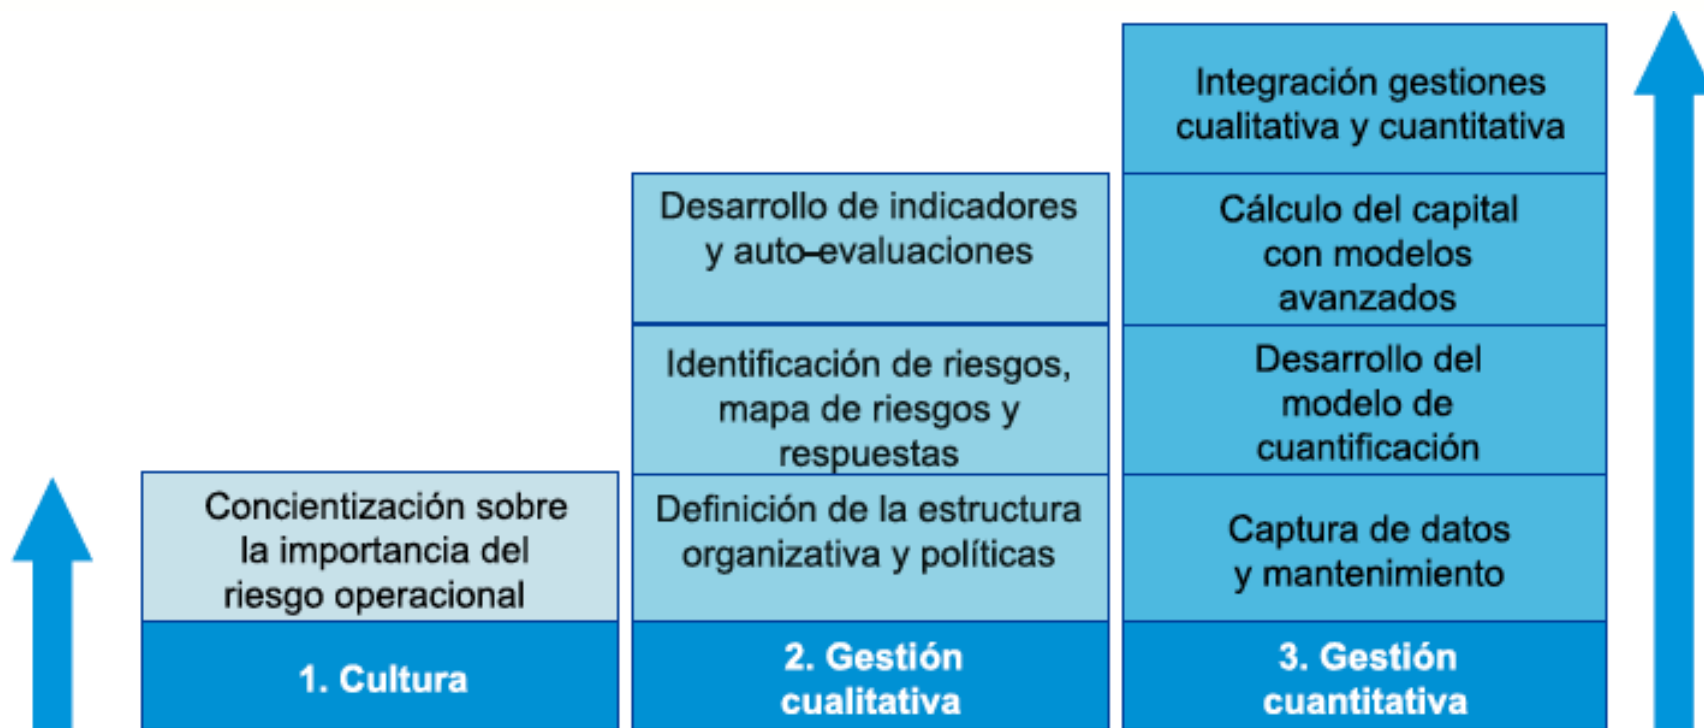 Integración gestiones
cualitativa y cuantitativa
Desarrollo de indicadores
y auto-evaluaciones
Cálculo del capital
con modelos
avanzados
Identificación de riesgos,
mapa de riesgos y
respuestas
Desarrollo del
modelo de
cuantificación
Concientización sobre
la importancia del
riesgo operacional
Definición de la estructura
organizativa y políticas
Captura de datos
y mantenimiento
1. Cultura
2. Gestión
cualitativa
3. Gestión
cuantitativa